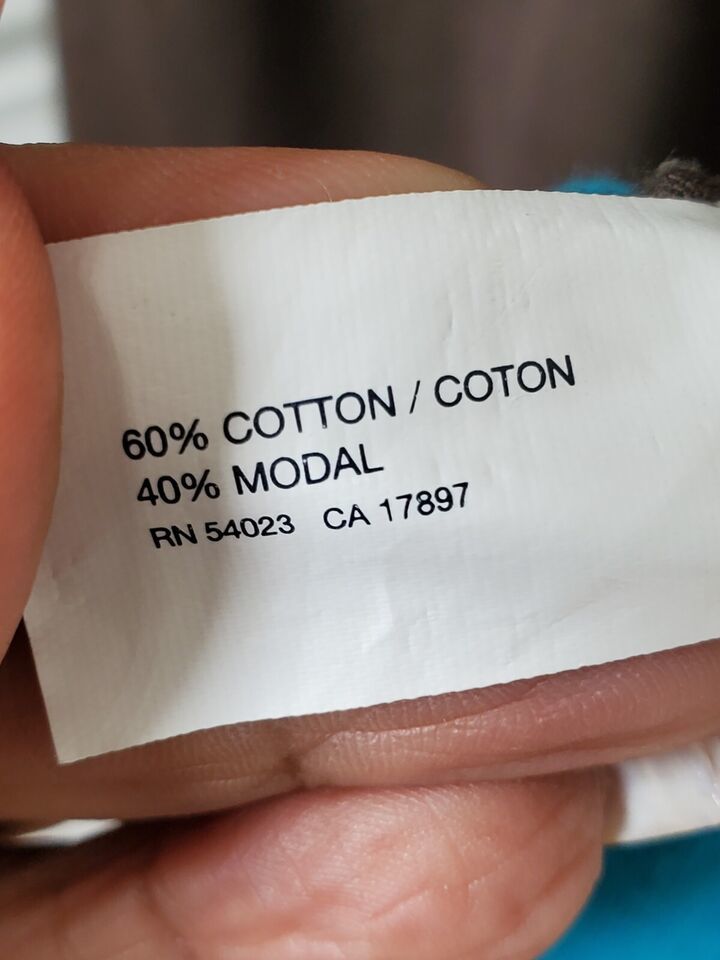 60% COTTON / COTON
40% MODAL
RN 54023 CA 17897